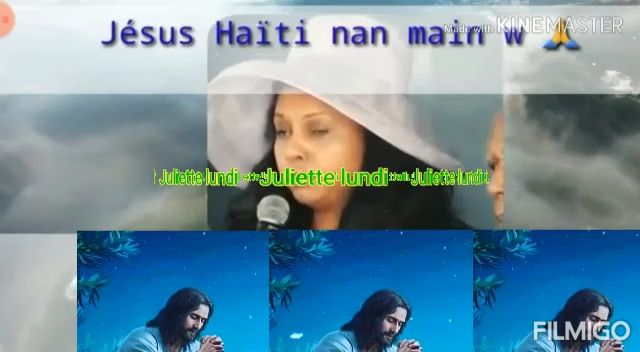 Made with KINEMASTER
Jésus Haïti nan main w 🙏
Juliette lundi Juliette lundi Juliette lundi
FILMIGO